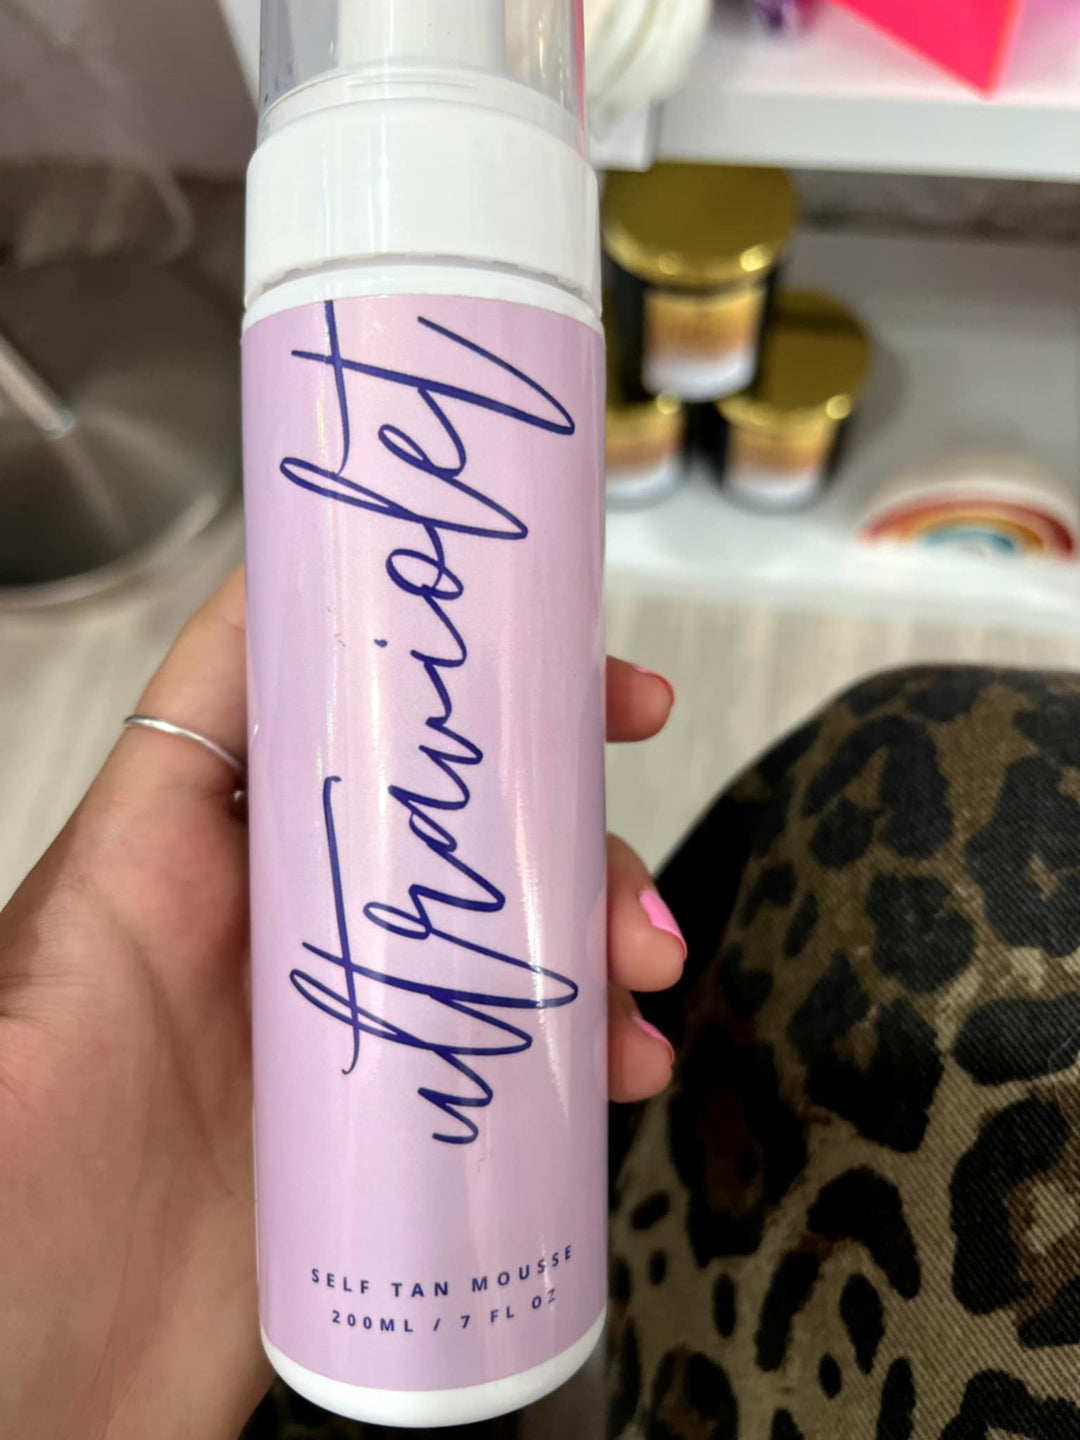 ultraviolet
SELF TAN MOUSSE
200ML / 7 FL OZ